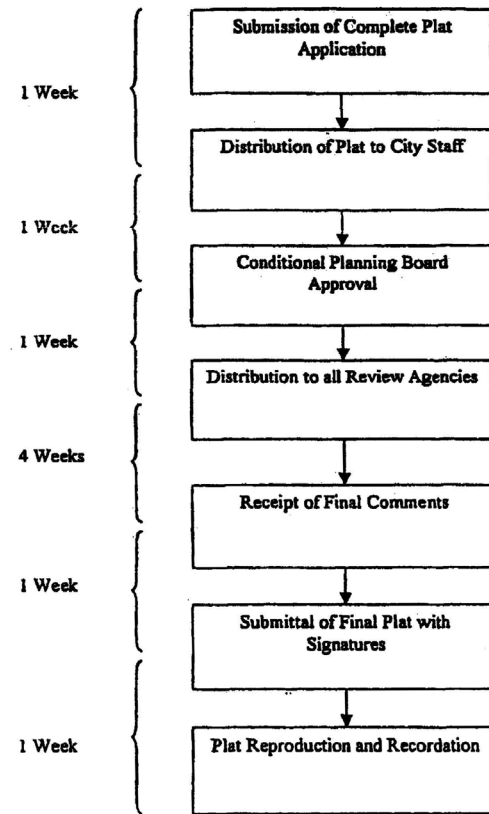 Submission of Complete Plat
Application
1 Week
Distribution of Plat to City Staff
1 Week
Conditional Planning Board
Approval
1 Week
Distribution to all Review Agencies
4 Weeks
Receipt of Final Comments
1 Week
Submittal of Final Plat with
Signatures
1 Week
Plat Reproduction and Recordation